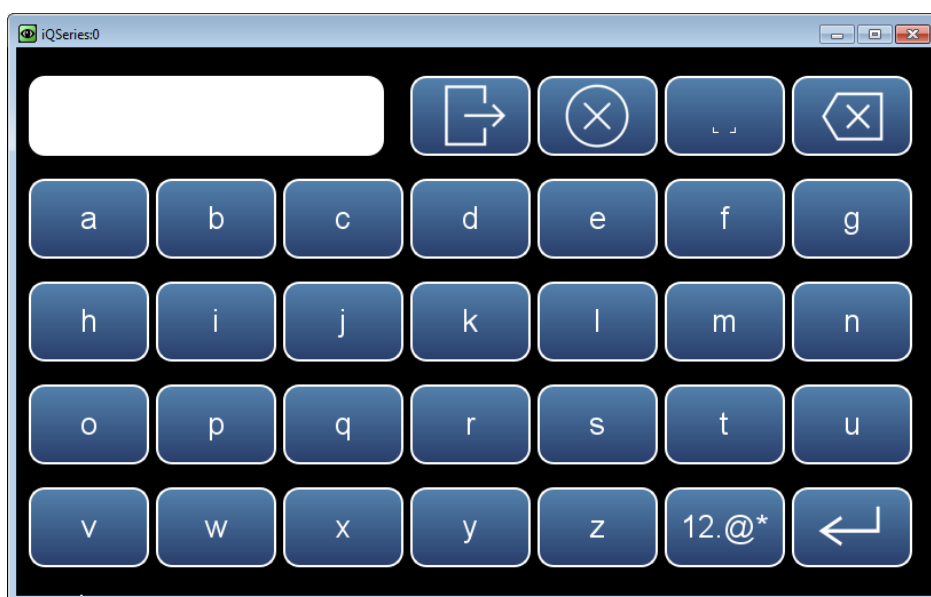 iQSeries:0
a b c d e f g
h i j k l m n
o p q r s t u
v w x y z 12.@*